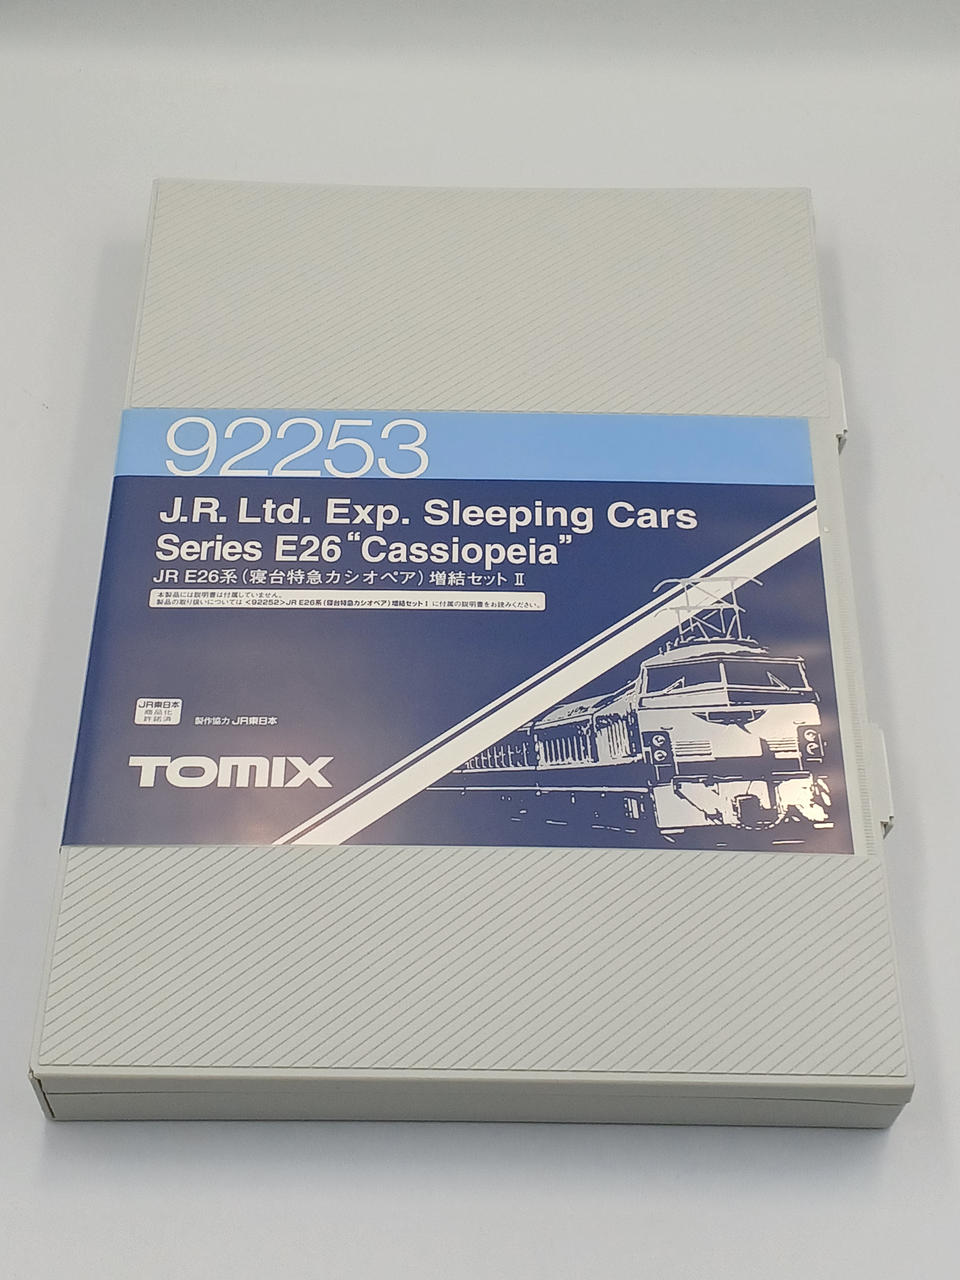 92253
J.R. Ltd. Exp. Sleeping Cars
Series E26 “Cassiopeia”
JR E26系(寝台特急カシオペア)増結セット Ⅱ
本製品には説明書は付属していません。
製品の取り扱いについては<92252>JR E26系(寝台特急カシオペア)増結セットⅠに付属の説明書をお読みください。
JR東日本
商品化
許諾済
製作協力 JR東日本
TOMIX